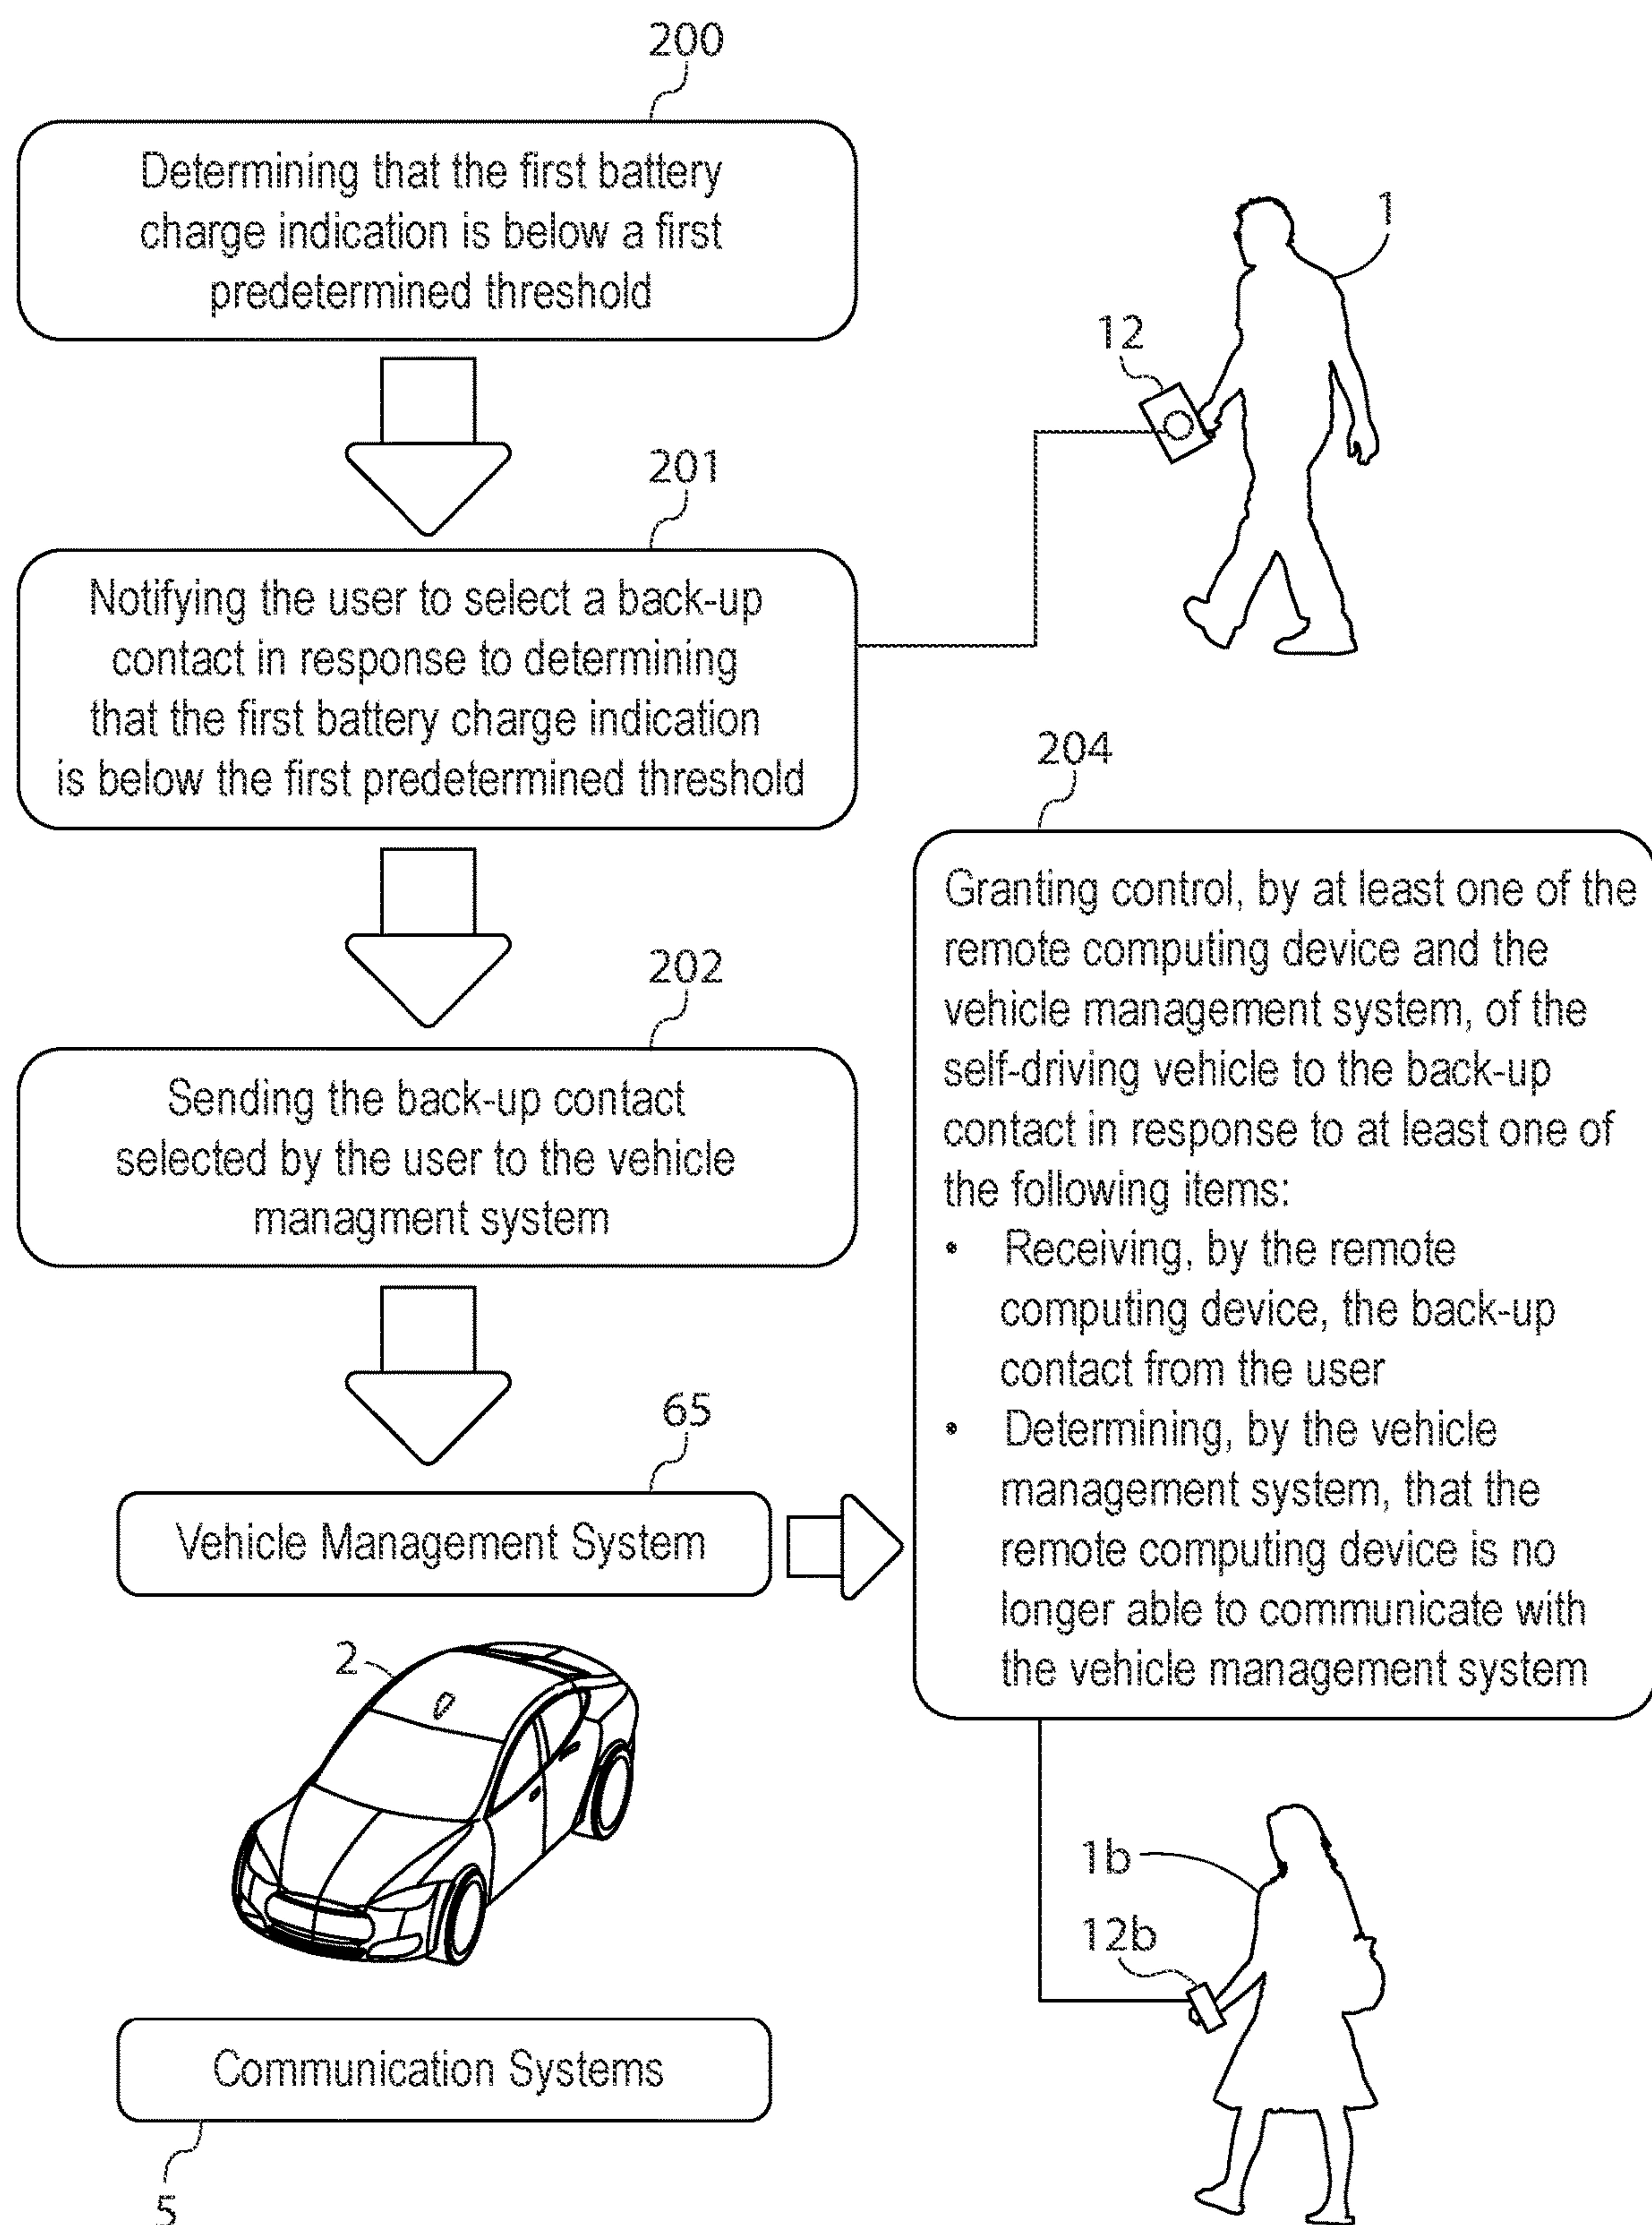 200
Determining that the first battery
charge indication is below a first
predetermined threshold
1
12
201
Notifying the user to select a back-up
contact in response to determining
that the first battery charge indication
is below the first predetermined threshold
202
Sending the back-up contact
selected by the user to the vehicle
managment system
65
Vehicle Management System
204
Granting control, by at least one of the
remote computing device and the
vehicle management system, of the
self-driving vehicle to the back-up
contact in response to at least one of
the following items:
• Receiving, by the remote
computing device, the back-up
contact from the user
• Determining, by the vehicle
management system, that the
remote computing device is no
longer able to communicate with
the vehicle management system
2
1b
12b
Communication Systems
5